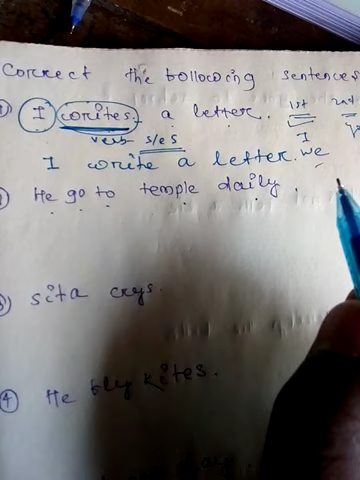 Correct the following sentences
1) I writes. a letter. 1st 2nd
verb s/es I
I write a letter. We
He go to temple daily.
3) Sita crys.
4) He fly kites.